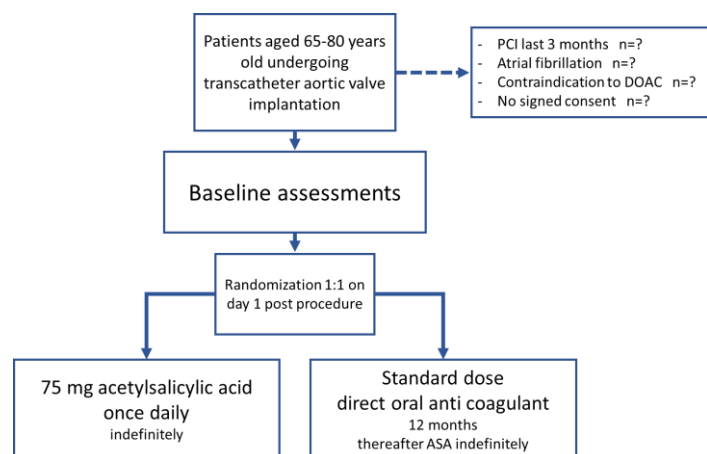 Patients aged 65-80 years
old undergoing
transcatheter aortic valve
implantation
- PCI last 3 months n=?
- Atrial fibrillation n=?
- Contraindication to DOAC n=?
- No signed consent n=?
Baseline assessments
Randomization 1:1 on
day 1 post procedure
75 mg acetylsalicylic acid
once daily
indefinitely
Standard dose
direct oral anti coagulant
12 months
thereafter ASA indefinitely